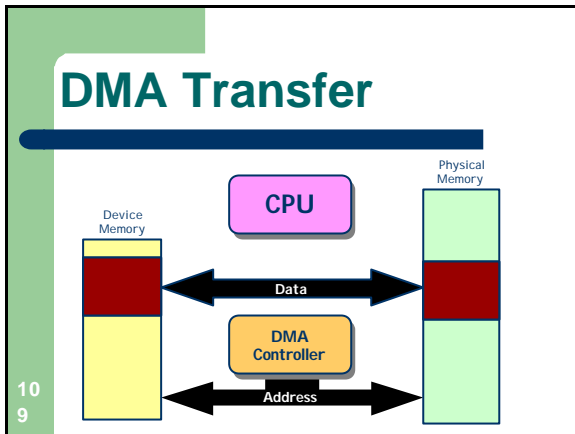 DMA Transfer
Physical
Memory
CPU
Device
Memory
Data
DMA
Controller
Address
10
9